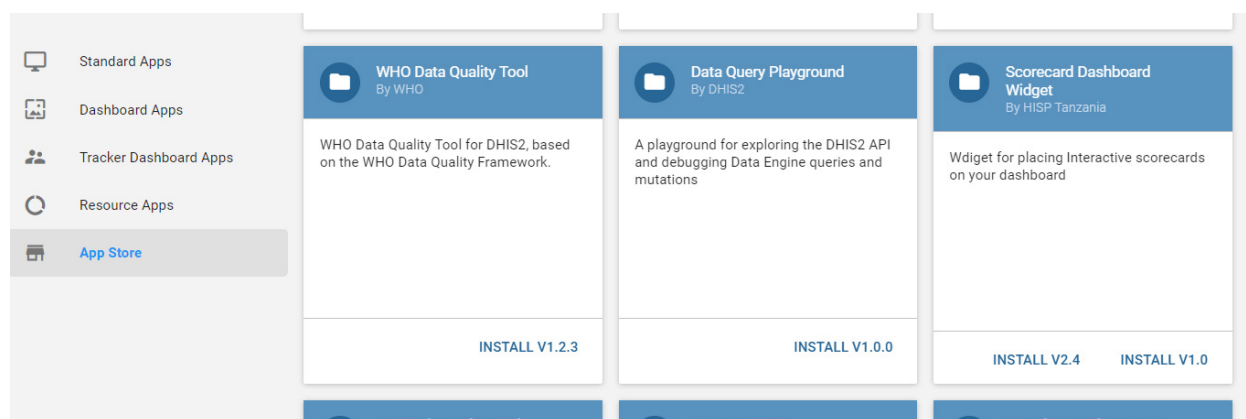 Standard Apps
Dashboard Apps
Tracker Dashboard Apps
Resource Apps
App Store
WHO Data Quality Tool
By WHO
WHO Data Quality Tool for DHIS2, based
on the WHO Data Quality Framework.
INSTALL V1.2.3
Data Query Playground
By DHIS2
A playground for exploring the DHIS2 API
and debugging Data Engine queries and
mutations
INSTALL V1.0.0
Scorecard Dashboard
Widget
By HISP Tanzania
Wdiget for placing Interactive scorecards
on your dashboard
INSTALL V2.4 INSTALL V1.0